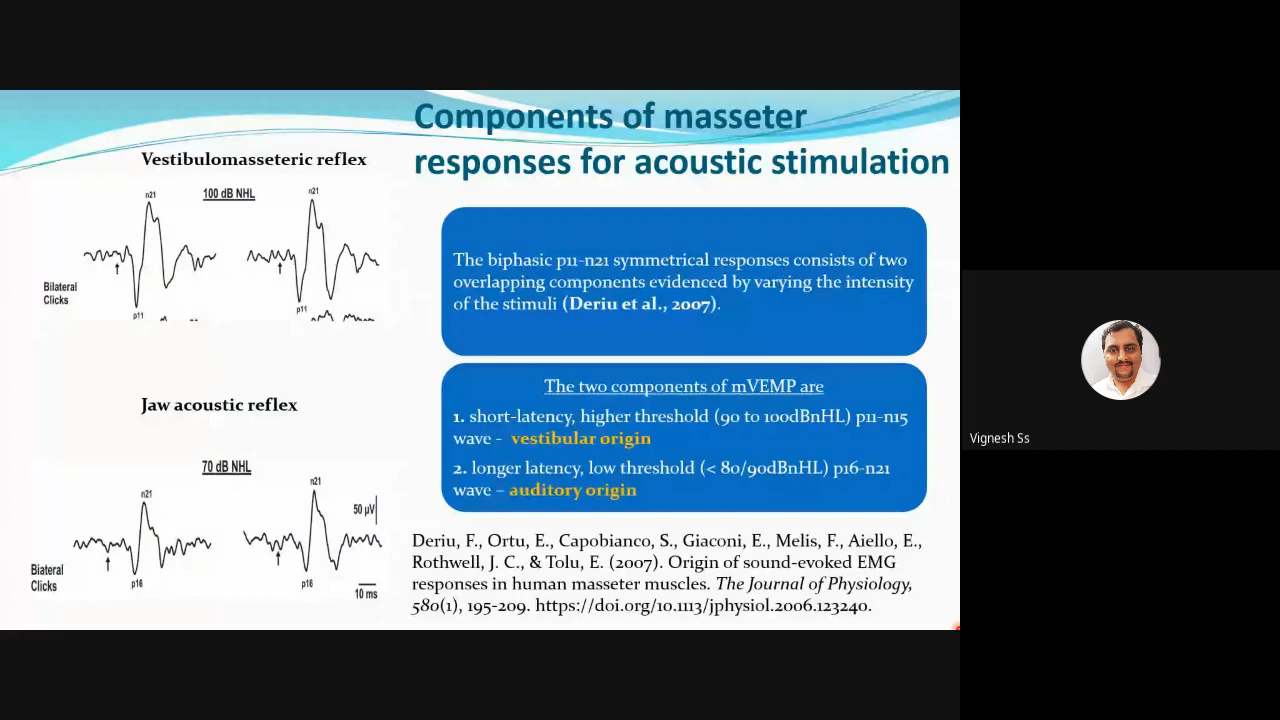 Components of masseter
responses for acoustic stimulation
Vestibulomasseteric reflex
100 dB NHL
n21
n21
Bilateral
Clicks
p11
p11
Jaw acoustic reflex
70 dB NHL
n21
n21
50 µV
Biateral
Clicks
p16
p16
10 ms
The biphasic p11-n21 symmetrical responses consists of two
overlapping components evidenced by varying the intensity
of the stimuli (Deriu et al., 2007).
The two components of mVEMP are
1. short-latency, higher threshold (90 to 100dBnHL) p11-n15
wave - vestibular origin
2. longer latency, low threshold (< 80/90dBnHL) p16-n21
wave – auditory origin
Deriu, F., Ortu, E., Capobianco, S., Giaconi, E., Melis, F., Aiello, E.,
Rothwell, J. C., & Tolu, E. (2007). Origin of sound-evoked EMG
responses in human masseter muscles. The Journal of Physiology,
580(1), 195-209. https://doi.org/10.1113/jphysiol.2006.123240.
Vignesh Ss